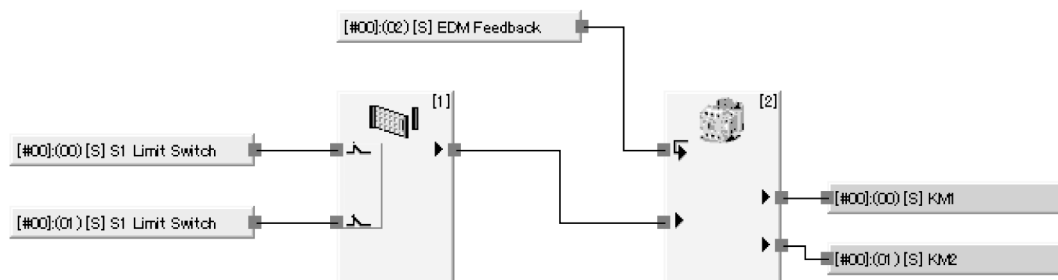 [#00]:(02) [S] EDM Feedback
[1]
[2]
[#00]:(00) [S] S1 Limit Switch
[#00]:(00) [S] KM1
[#00]:(01) [S] S1 Limit Switch
[#00]:(01) [S] KM2